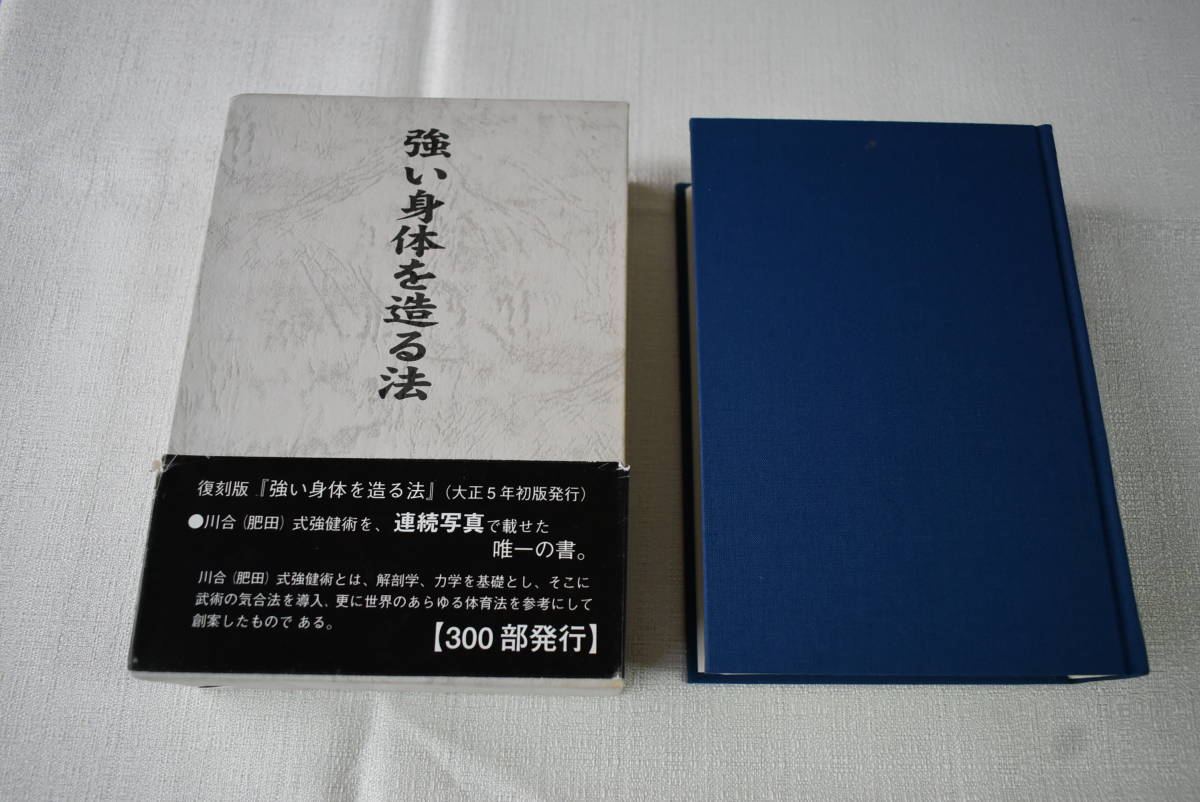 強い身体を造る法
復刻版『強い身体を造る法』(大正5年初版発行)
●川合(肥田)式強健術を、連続写真で載せた
唯一の書。
川合(肥田)式強健術とは、解剖学、力学を基礎とし、そこに
武術の気合法を導入、更に世界のあらゆる体育法を参考にして
創案したもので ある。
【300部発行】